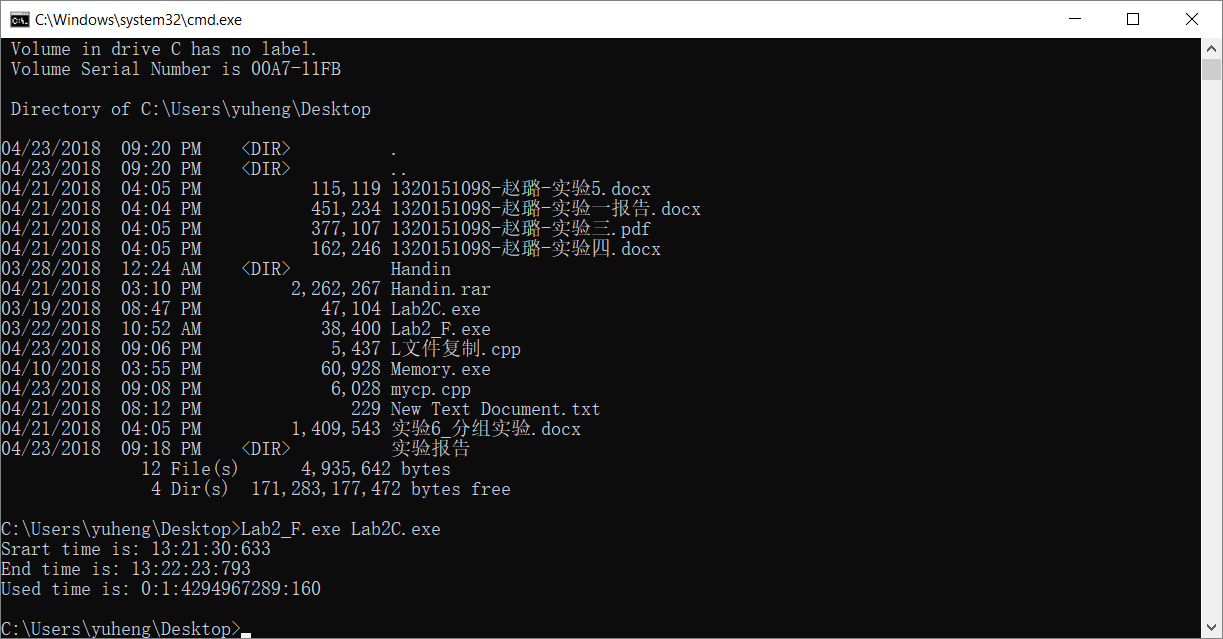 C:\Windows\system32\cmd.exe
Volume in drive C has no label.
Volume Serial Number is 00A7-11FB
Directory of C:\Users\yuheng\Desktop
04/23/2018 09:20 PM <DIR> .
04/23/2018 09:20 PM <DIR> ..
04/21/2018 04:05 PM 115,119 1320151098-赵璐-实验5.docx
04/21/2018 04:04 PM 451,234 1320151098-赵璐-实验一报告.docx
04/21/2018 04:05 PM 377,107 1320151098-赵璐-实验三.pdf
04/21/2018 04:05 PM 162,246 1320151098-赵璐-实验四.docx
03/28/2018 12:24 AM <DIR> Handin
04/21/2018 03:10 PM 2,262,267 Handin.rar
03/19/2018 08:47 PM 47,104 Lab2C.exe
03/22/2018 10:52 AM 38,400 Lab2_F.exe
04/23/2018 09:06 PM 5,437 L文件复制.cpp
04/10/2018 03:55 PM 60,928 Memory.exe
04/23/2018 09:08 PM 6,028 mycp.cpp
04/21/2018 08:12 PM 229 New Text Document.txt
04/21/2018 04:05 PM 1,409,543 实验6_分组实验.docx
04/23/2018 09:18 PM <DIR> 实验报告
12 File(s) 4,935,642 bytes
4 Dir(s) 171,283,177,472 bytes free
C:\Users\yuheng\Desktop>Lab2_F.exe Lab2C.exe
Srart time is: 13:21:30:633
End time is: 13:22:23:793
Used time is: 0:1:4294967289:160
C:\Users\yuheng\Desktop>